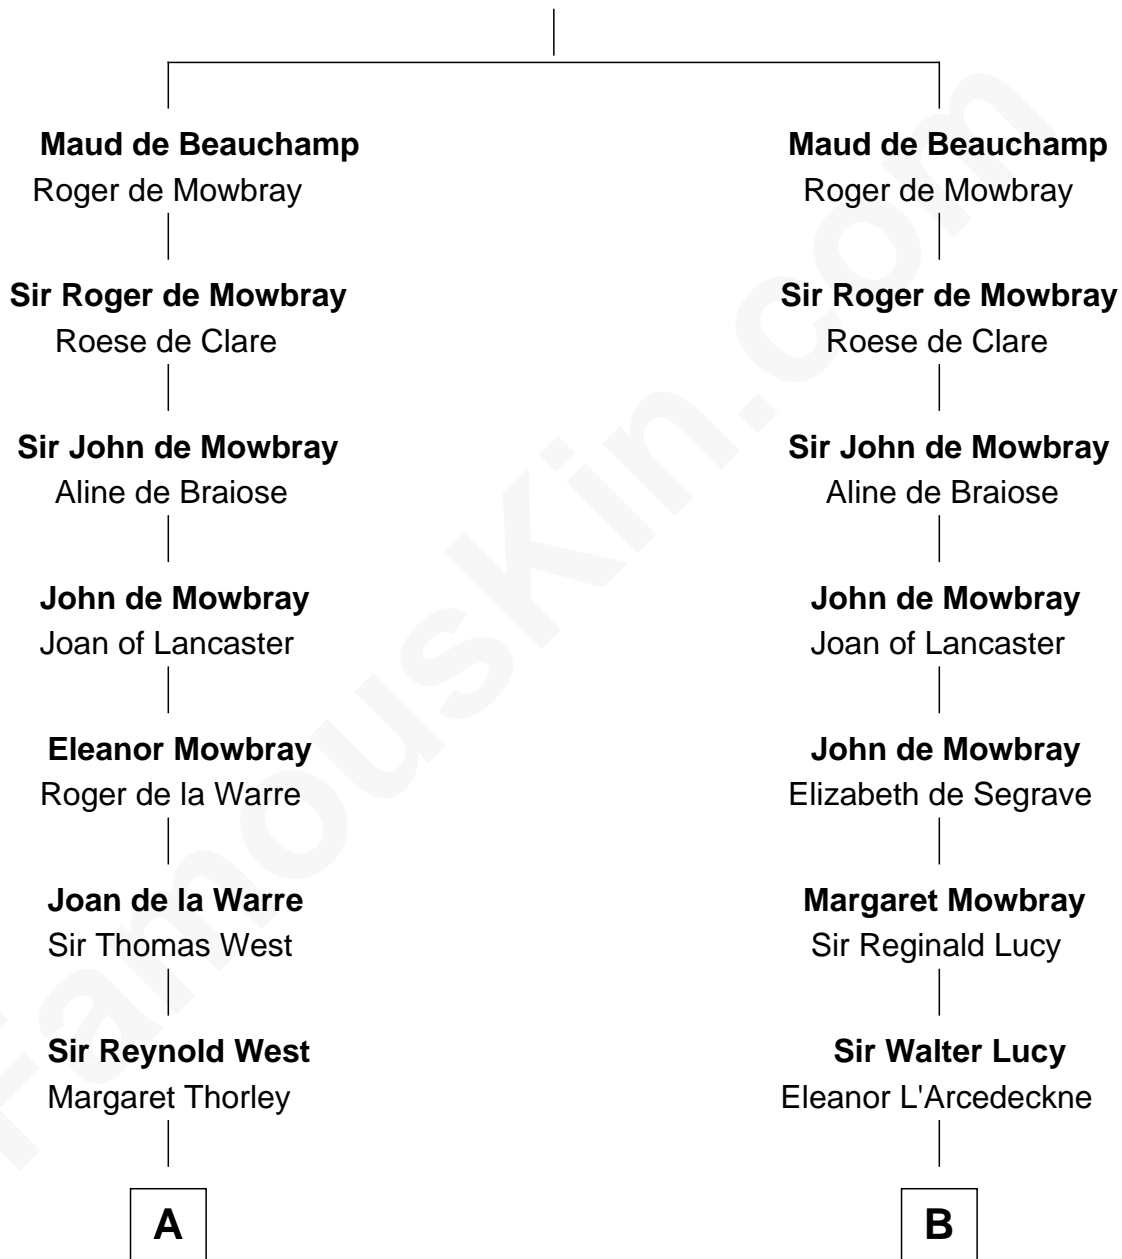 Maud de Beauchamp
Roger de Mowbray
Sir Roger de Mowbray
Roese de Clare
Sir John de Mowbray
Aline de Braiose
John de Mowbray
Joan of Lancaster
Eleanor Mowbray
Roger de la Warre
Joan de la Warre
Sir Thomas West
Sir Reynold West
Margaret Thorley
A
Maud de Beauchamp
Roger de Mowbray
Sir Roger de Mowbray
Roese de Clare
Sir John de Mowbray
Aline de Braiose
John de Mowbray
Joan of Lancaster
John de Mowbray
Elizabeth de Segrave
Margaret Mowbray
Sir Reginald Lucy
Sir Walter Lucy
Eleanor L'Arcedeckne
B
FamousKin.com